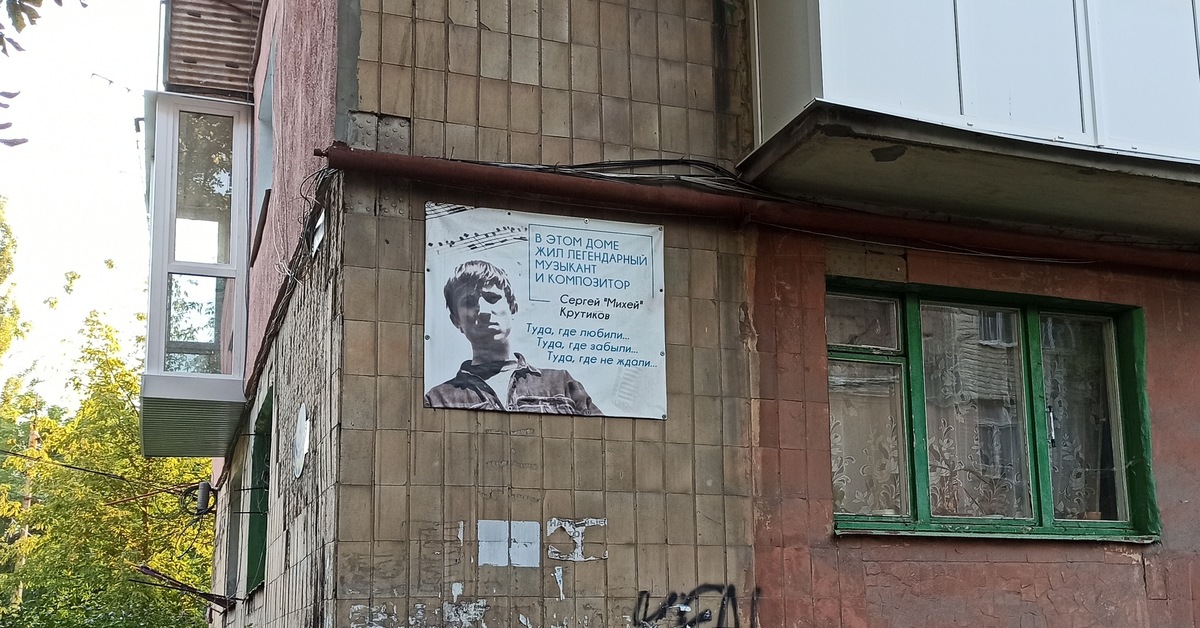 В ЭТОМ ДОМЕ
ЖИЛ ЛЕГЕНДАРНЫЙ
МУЗЫКАНТ
И КОМПОЗИТОР
Сергей "Михей"
Крутиков
Туда, где любили...
Туда, где забыли...
Туда, где не ждали...